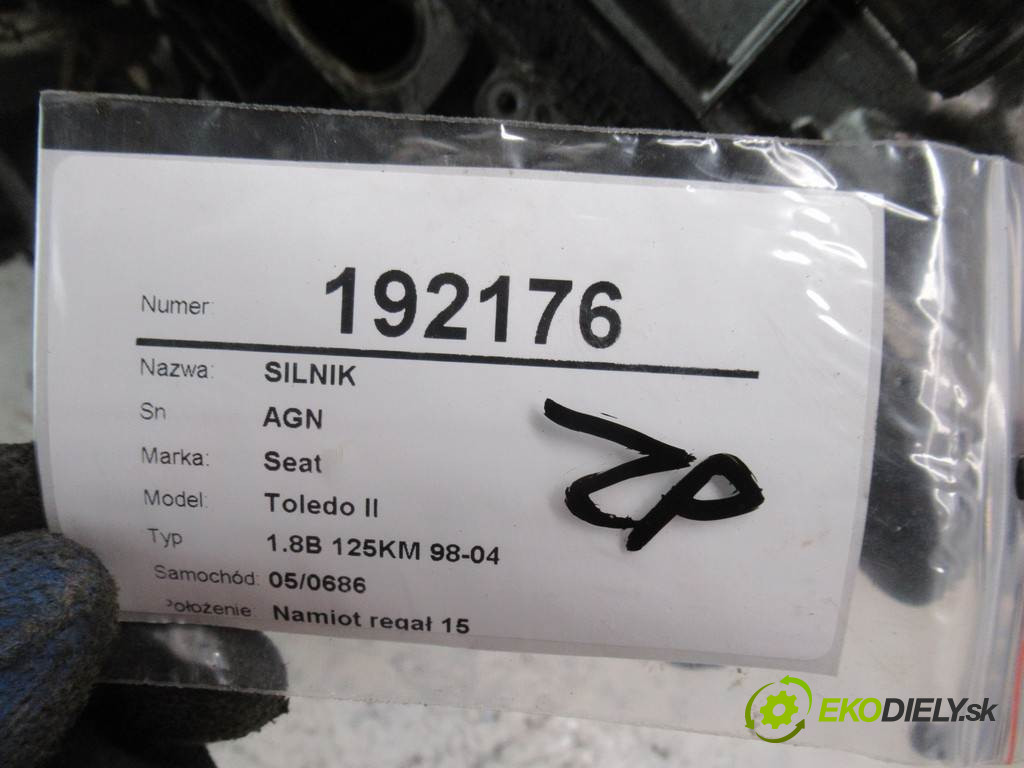 Numer: 192176
Nazwa: SILNIK
Sn AGN
Marka: Seat
Model: Toledo II
Typ 1.8B 125KM 98-04
Samochód: 05/0686
Położenie: Namiot regał 15
ZP
EKODIELY.sk